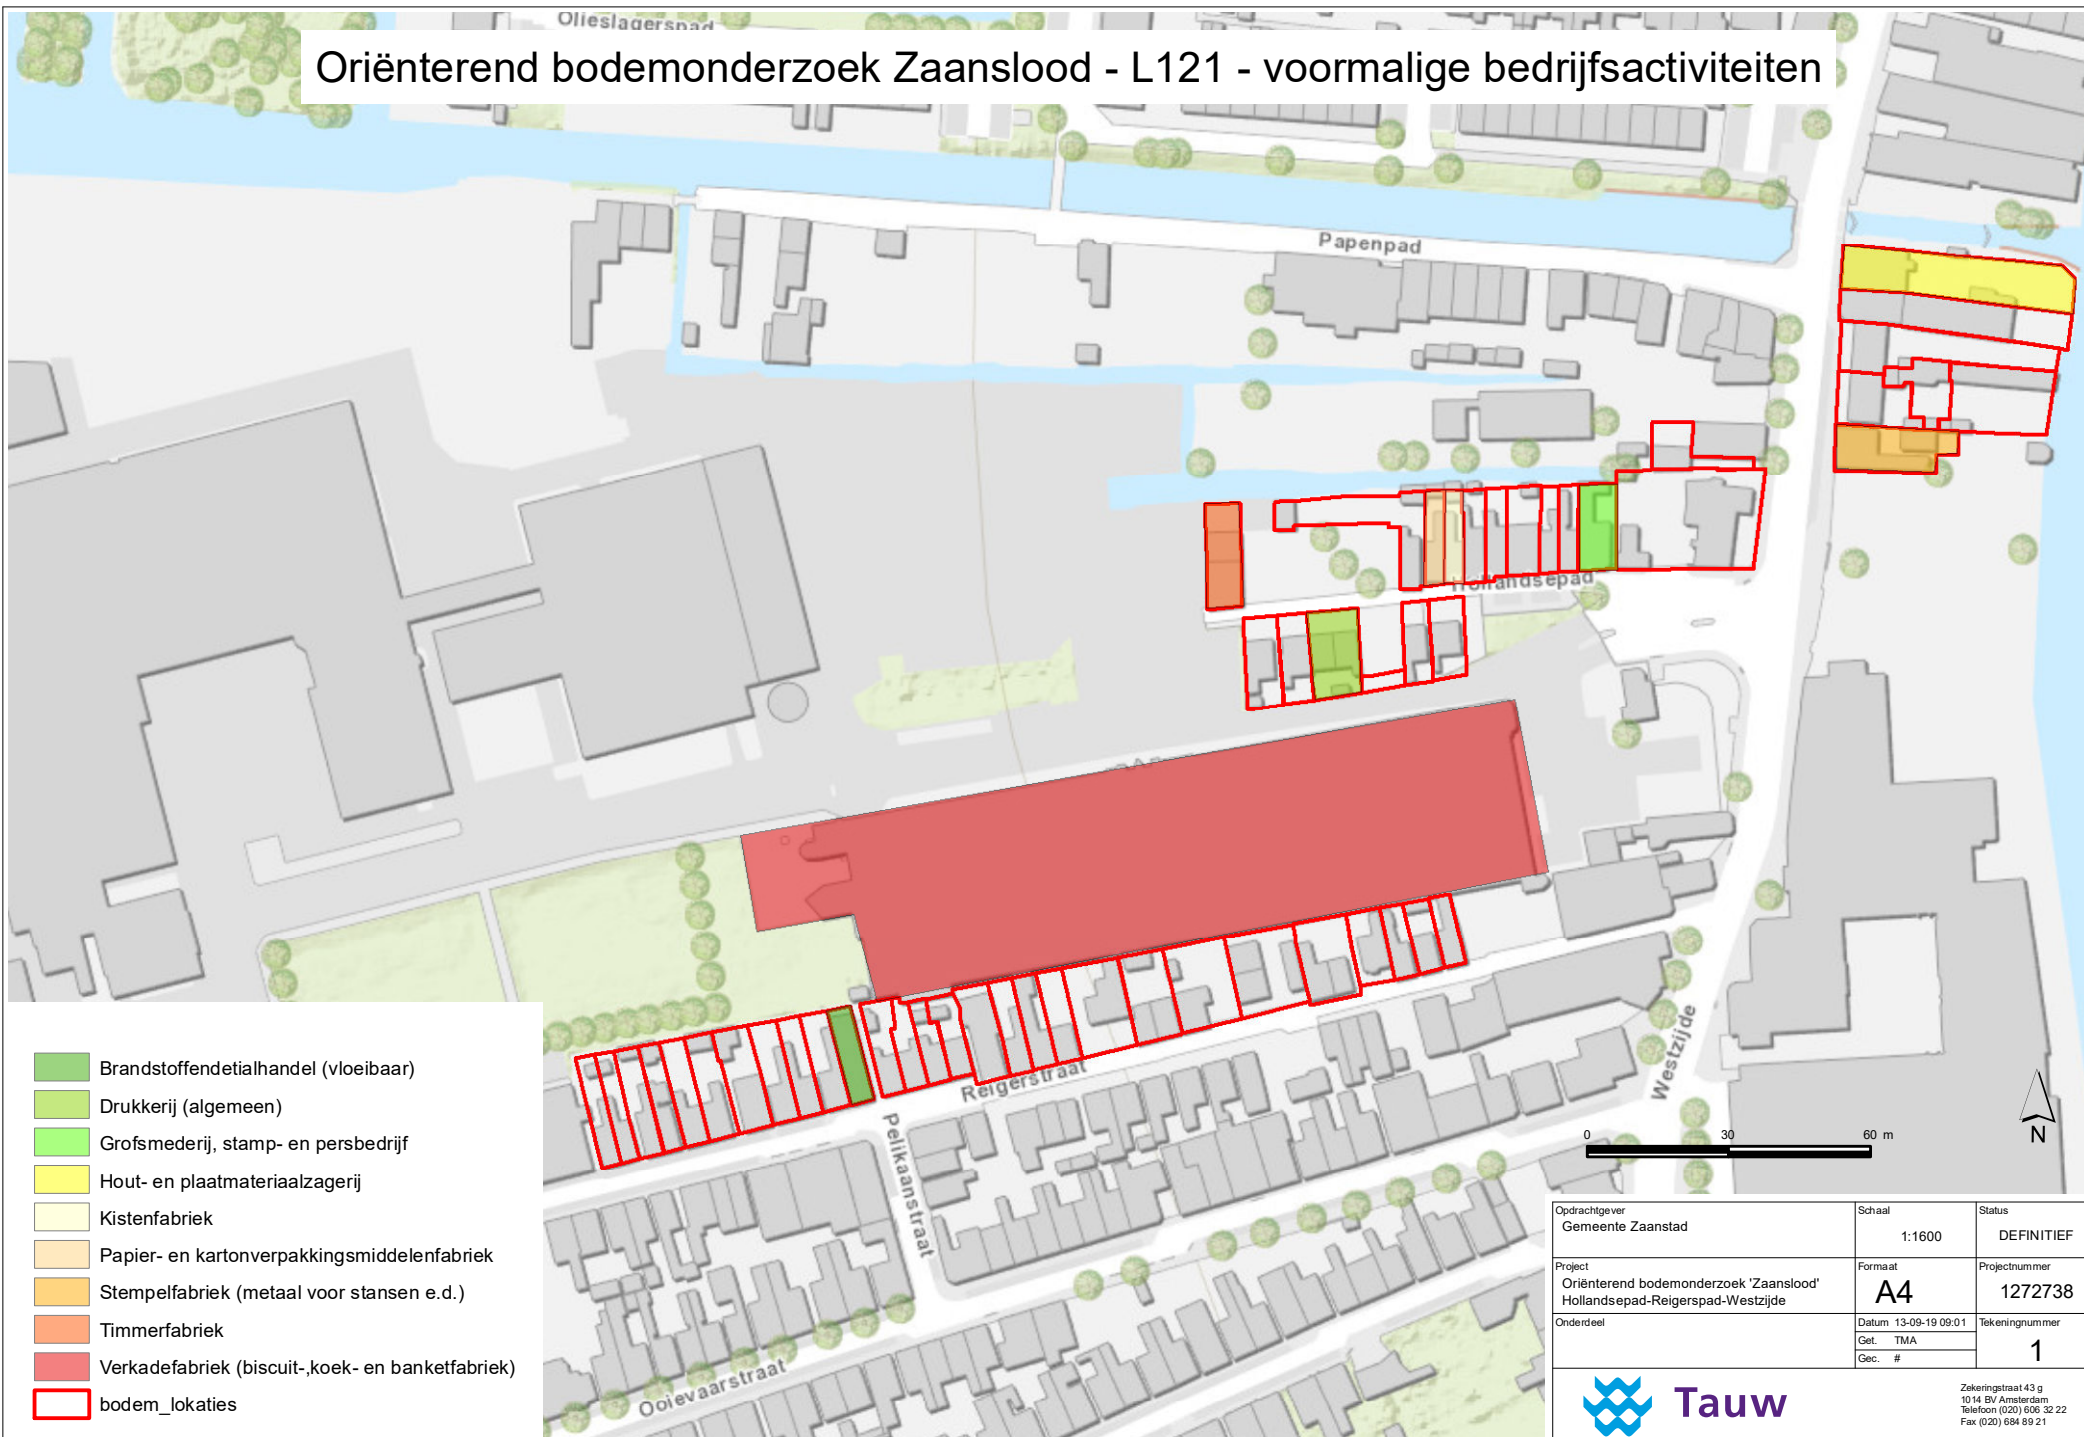 Olieslagerspad
Oriënterend bodemonderzoek Zaanslood - L121 - voormalige bedrijfsactiviteiten
Papenpad
Hollandsepad
Reigerstraat
Pelikaanstraat
Westzijde
Ooievaarstraat
Brandstoffendetialhandel (vloeibaar)
Drukkerij (algemeen)
Grofsmederij, stamp- en persbedrijf
Hout- en plaatmateriaalzagerij
Kistenfabriek
Papier- en kartonverpakkingsmiddelenfabriek
Stempelfabriek (metaal voor stansen e.d.)
Timmerfabriek
Verkadefabriek (biscuit-,koek- en banketfabriek)
bodem_lokaties
0 30 60 m
N
Opdrachtgever
Gemeente Zaanstad
Schaal
1:1600
Status
DEFINITIEF
Project
Oriënterend bodemonderzoek 'Zaanslood'
Hollandsepad-Reigerspad-Westzijde
Formaat
A4
Projectnummer
1272738
Onderdeel
Datum 13-09-19 09:01
Get. TMA
Gec. #
Tekeningnummer
1
Tauw
Zekeringstraat 43 g
1014 BV Amsterdam
Telefoon (020) 606 32 22
Fax (020) 684 89 21